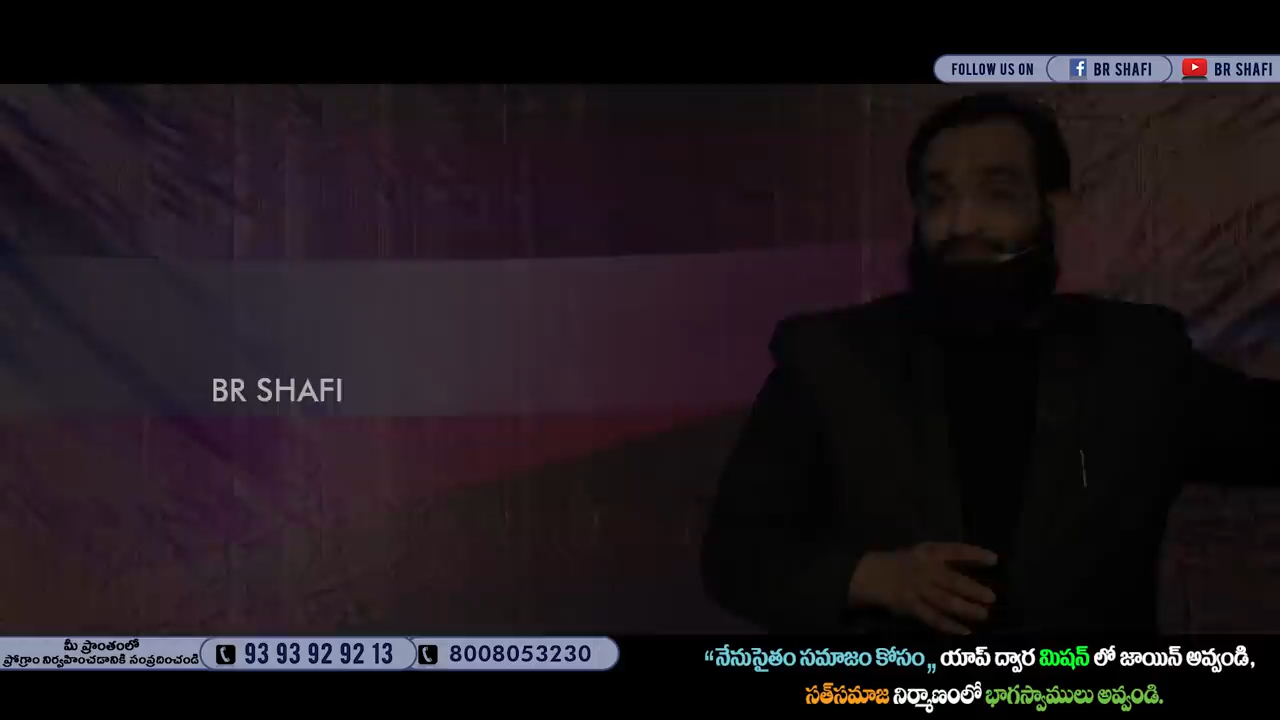 FOLLOW US ON BR SHAFI BR SHAFI
BR SHAFI
మీ ప్రాంతంలో
ప్రోగ్రాం నిర్వహించడానికి సంప్రదించండి
93 93 92 92 13 8008053230
“నేనుసైతం సమాజం కోసం„ యాప్ ద్వార మిషన్ లో జాయిన్ అవ్వండి,
సత్‌సమాజ నిర్మాణంలో భాగస్వాములు అవ్వండి.